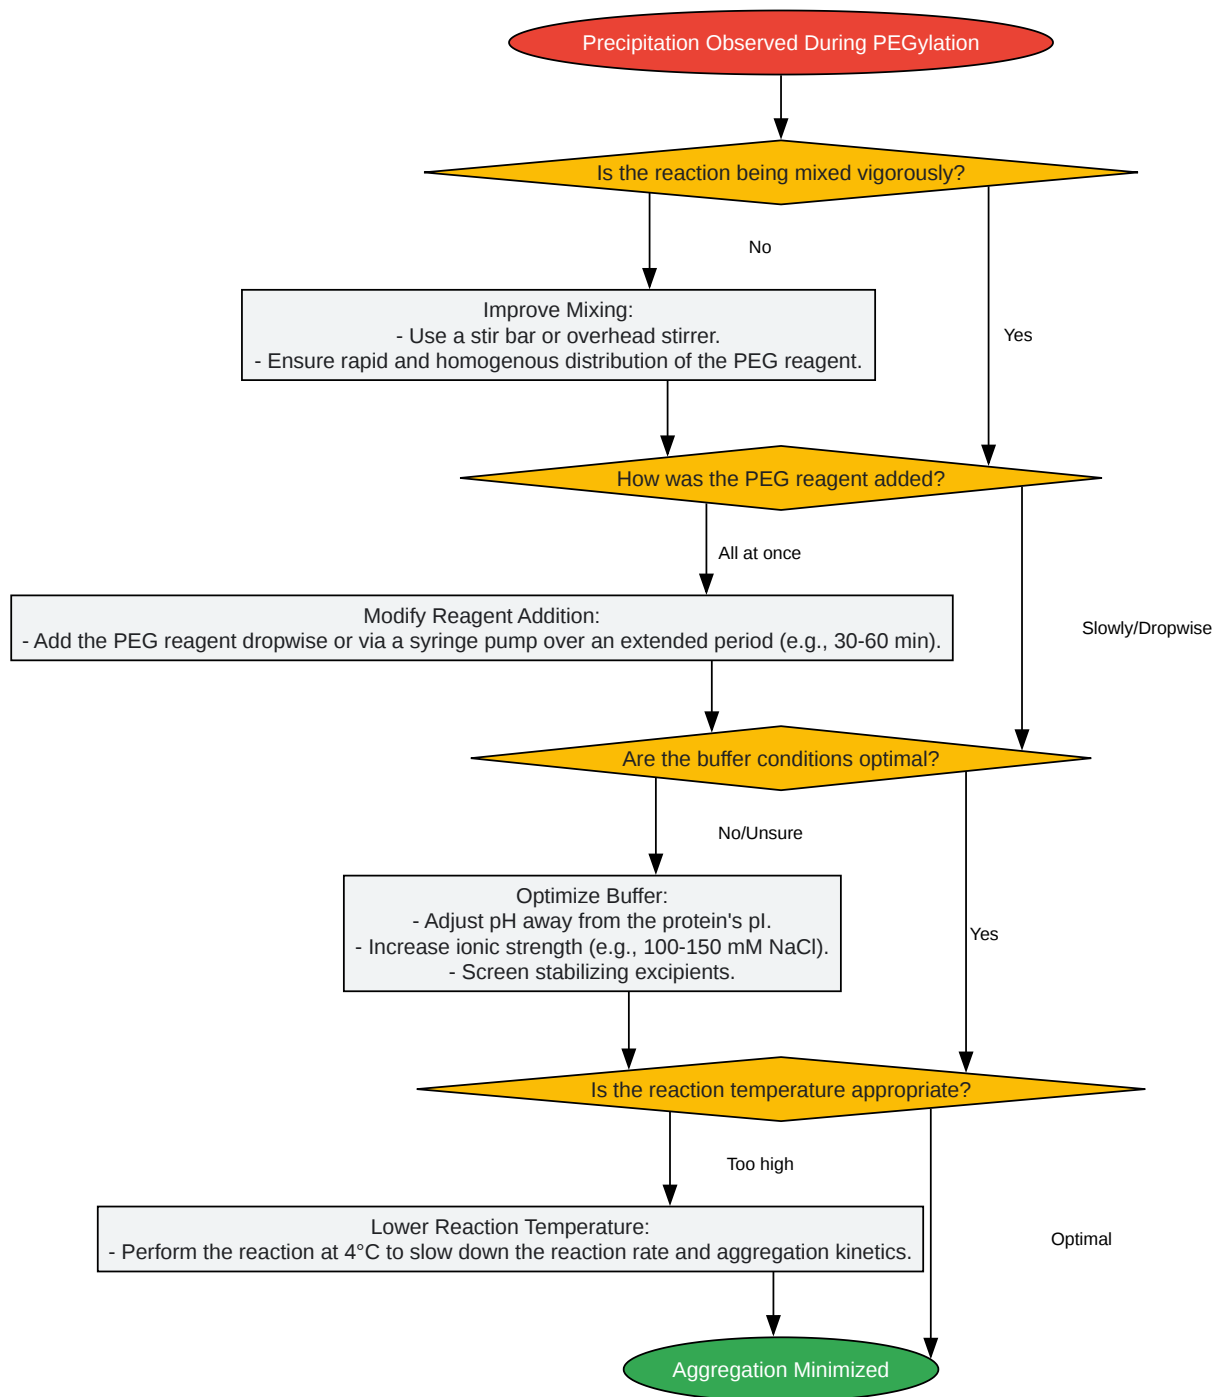 Precipitation Observed During PEGylation
Is the reaction being mixed vigorously?
No
Improve Mixing:
- Use a stir bar or overhead stirrer.
- Ensure rapid and homogenous distribution of the PEG reagent.
Yes
How was the PEG reagent added?
All at once
Modify Reagent Addition:
- Add the PEG reagent dropwise or via a syringe pump over an extended period (e.g., 30-60 min).
Slowly/Dropwise
Are the buffer conditions optimal?
No/Unsure
Optimize Buffer:
- Adjust pH away from the protein's pI.
- Increase ionic strength (e.g., 100-150 mM NaCl).
- Screen stabilizing excipients.
Yes
Is the reaction temperature appropriate?
Too high
Lower Reaction Temperature:
- Perform the reaction at 4°C to slow down the reaction rate and aggregation kinetics.
Optimal
Aggregation Minimized